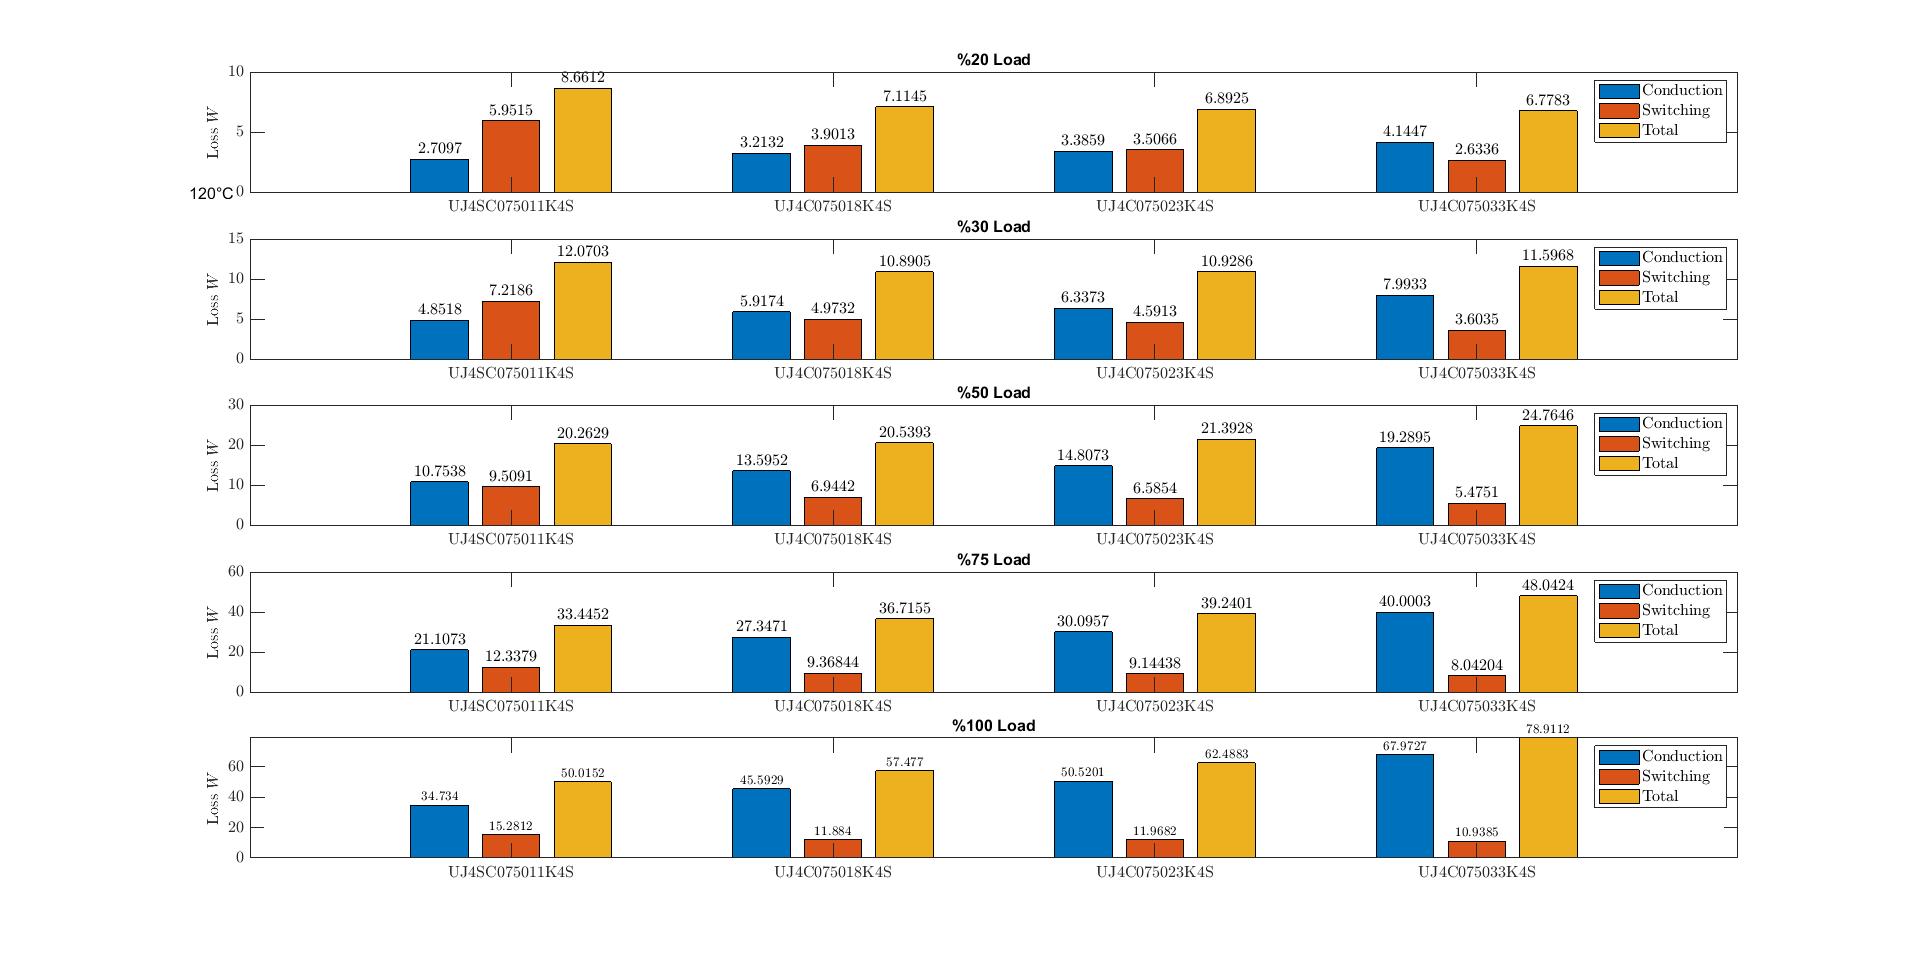 %20 Load
10
5
0
Loss W
120°C
2.7097
5.9515
8.6612
3.2132
3.9013
7.1145
3.3859
3.5066
6.8925
4.1447
2.6336
6.7783
Conduction
Switching
Total
UJ4SC075011K4S
UJ4C075018K4S
UJ4C075023K4S
UJ4C075033K4S
%30 Load
15
10
5
0
Loss W
4.8518
7.2186
12.0703
5.9174
4.9732
10.8905
6.3373
4.5913
10.9286
7.9933
3.6035
11.5968
Conduction
Switching
Total
UJ4SC075011K4S
UJ4C075018K4S
UJ4C075023K4S
UJ4C075033K4S
%50 Load
30
20
10
0
Loss W
10.7538
9.5091
20.2629
13.5952
6.9442
20.5393
14.8073
6.5854
21.3928
19.2895
5.4751
24.7646
Conduction
Switching
Total
UJ4SC075011K4S
UJ4C075018K4S
UJ4C075023K4S
UJ4C075033K4S
%75 Load
60
40
20
0
Loss W
21.1073
12.3379
33.4452
27.3471
9.36844
36.7155
30.0957
9.14438
39.2401
40.0003
8.04204
48.0424
Conduction
Switching
Total
UJ4SC075011K4S
UJ4C075018K4S
UJ4C075023K4S
UJ4C075033K4S
%100 Load
60
40
20
0
Loss W
34.734
15.2812
50.0152
45.5929
11.884
57.477
50.5201
11.9682
62.4883
67.9727
10.9385
78.9112
Conduction
Switching
Total
UJ4SC075011K4S
UJ4C075018K4S
UJ4C075023K4S
UJ4C075033K4S